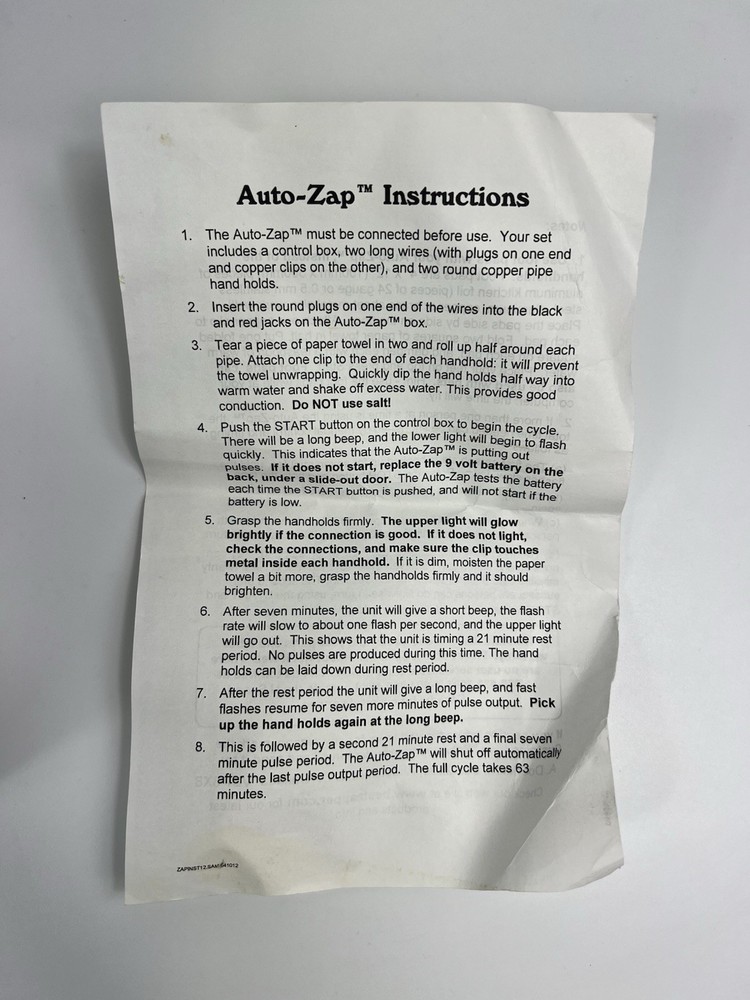 Auto-Zap™ Instructions
1. The Auto-Zap™ must be connected before use. Your set
includes a control box, two long wires (with plugs on one end
and copper clips on the other), and two round copper pipe
hand holds.
2. Insert the round plugs on one end of the wires into the black
and red jacks on the Auto-Zap™ box.
3. Tear a piece of paper towel in two and roll up half around each
pipe. Attach one clip to the end of each handhold: it will prevent
the towel unwrapping. Quickly dip the hand holds half way into
warm water and shake off excess water. This provides good
conduction. Do NOT use salt!
4. Push the START button on the control box to begin the cycle.
There will be a long beep, and the lower light will begin to flash
quickly. This indicates that the Auto-Zap™ is putting out
pulses. If it does not start, replace the 9 volt battery on the
back, under a slide-out door. The Auto-Zap tests the battery
each time the START button is pushed, and will not start if the
battery is low.
5. Grasp the handholds firmly. The upper light will glow
brightly if the connection is good. If it does not light,
check the connections, and make sure the clip touches
metal inside each handhold. If it is dim, moisten the paper
towel a bit more, grasp the handholds firmly and it should
brighten.
6. After seven minutes, the unit will give a short beep, the flash
rate will slow to about one flash per second, and the upper light
will go out. This shows that the unit is timing a 21 minute rest
period. No pulses are produced during this time. The hand
holds can be laid down during rest period.
7. After the rest period the unit will give a long beep, and fast
flashes resume for seven more minutes of pulse output. Pick
up the hand holds again at the long beep.
8. This is followed by a second 21 minute rest and a final seven
minute pulse period. The Auto-Zap™ will shut off automatically
after the last pulse output period. The full cycle takes 63
minutes.